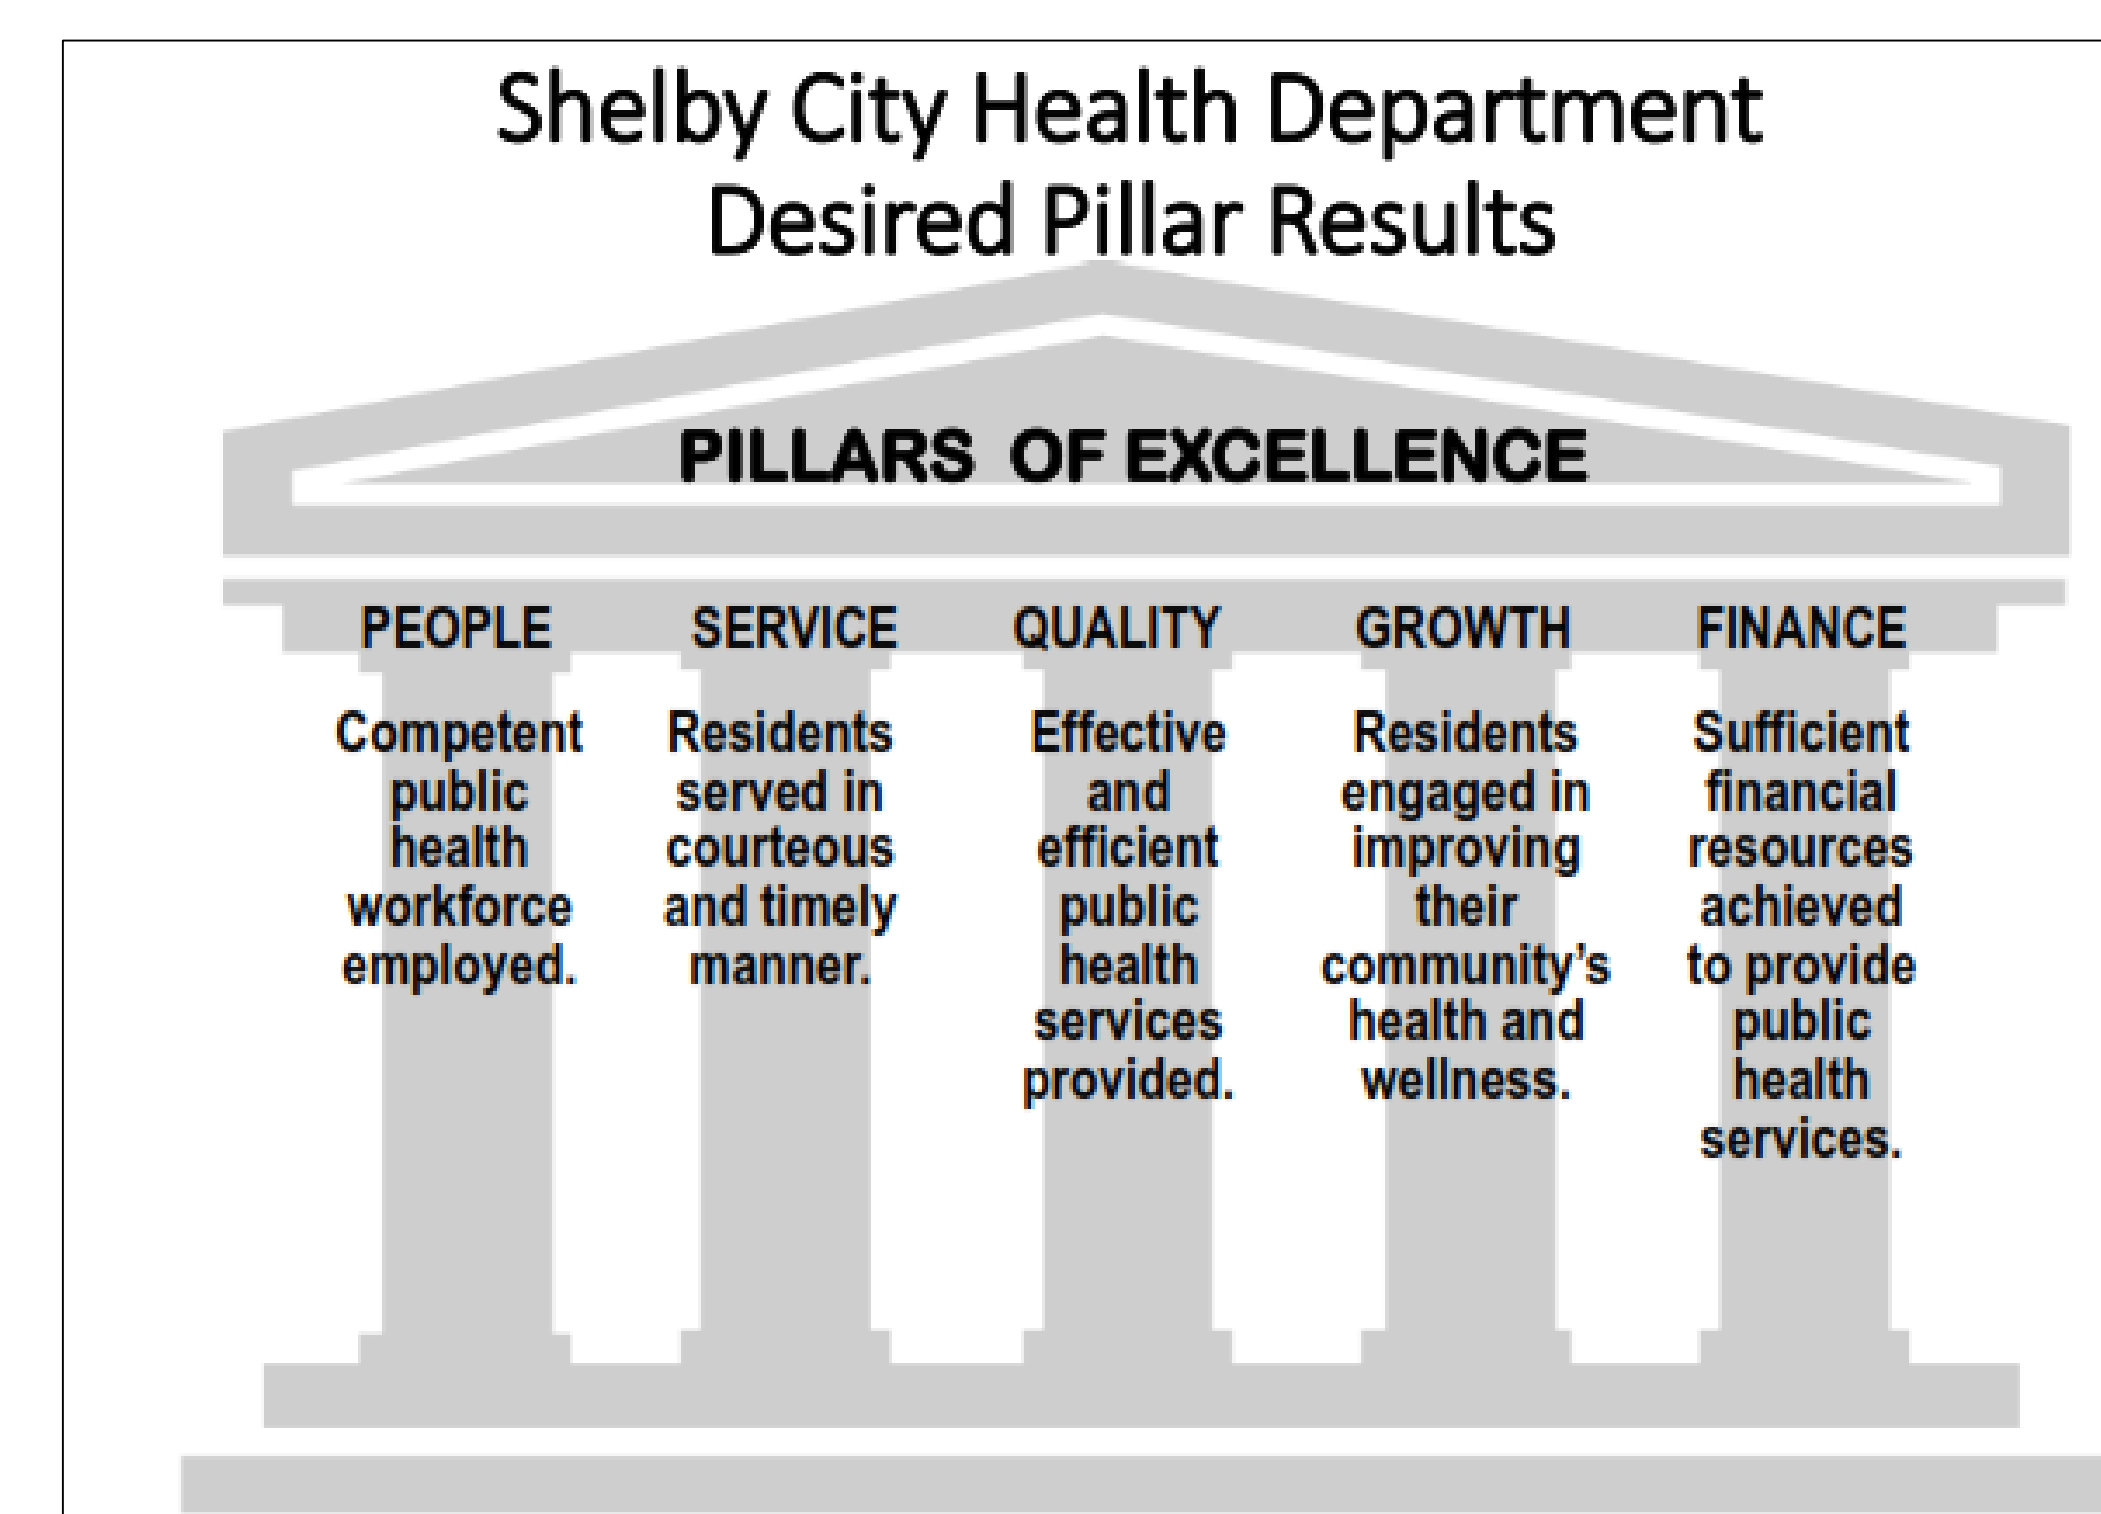 Shelby City Health Department
Desired Pillar Results
PILLARS OF EXCELLENCE
PEOPLE
Competent
public
health
workforce
employed.
SERVICE
Residents
served in
courteous
and timely
manner.
QUALITY
Effective
and
efficient
public
health
services
provided.
GROWTH
Residents
engaged in
improving
their
community’s
health and
wellness.
FINANCE
Sufficient
financial
resources
achieved
to provide
public
health
services.